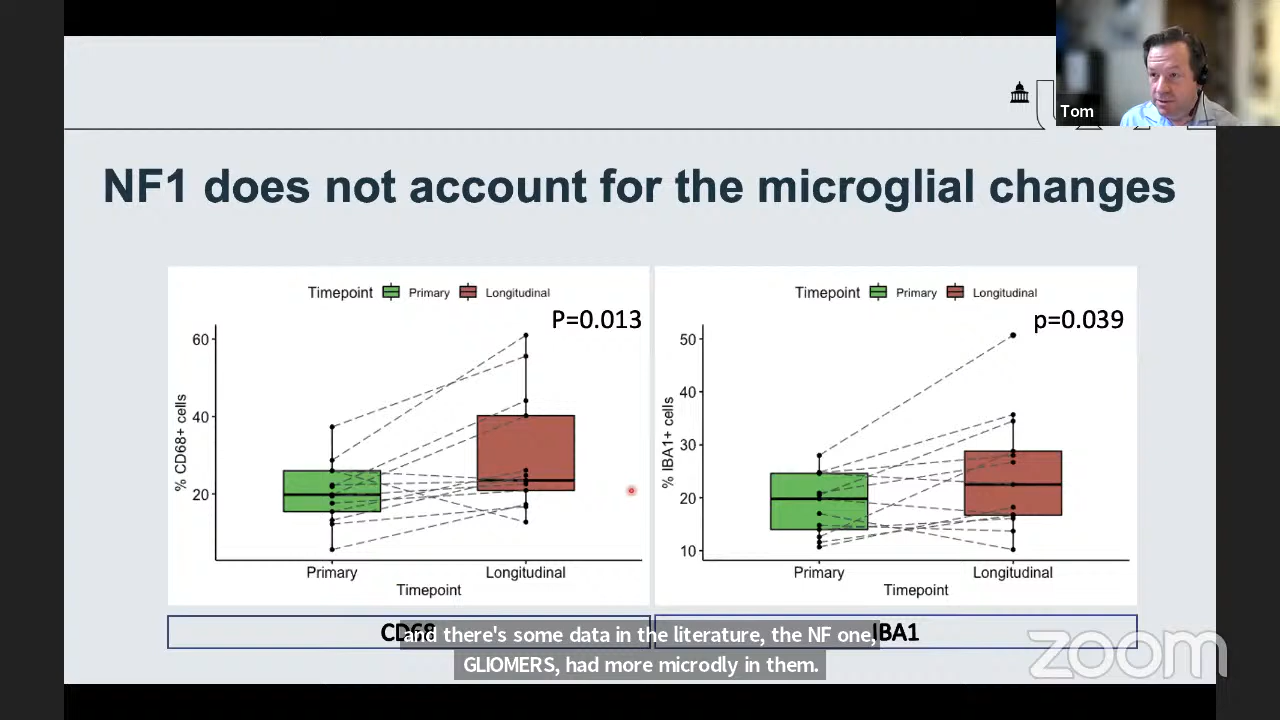 Tom
NF1 does not account for the microglial changes
Timepoint Primary Longitudinal
P=0.013
% CD68+ cells
60
40
20
Primary Longitudinal
Timepoint
CD68
Timepoint Primary Longitudinal
p=0.039
% IBA1+ cells
50
40
30
20
10
Primary Longitudinal
Timepoint
IBA1
and there's some data in the literature, the NF one,
GLIOMERS, had more microdly in them.
zoom